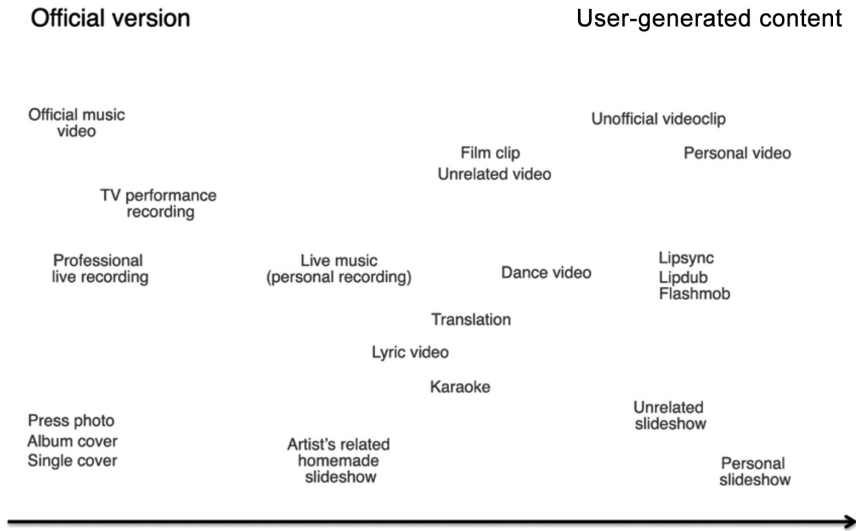 Official version
User-generated content
Official music
video
Unofficial videoclip
Film clip
Personal video
Unrelated video
TV performance
recording
Professional
live recording
Live music
(personal recording)
Dance video
Lipsync
Lipdub
Flashmob
Translation
Lyric video
Karaoke
Press photo
Album cover
Single cover
Artist's related
homemade
slideshow
Unrelated
slideshow
Personal
slideshow